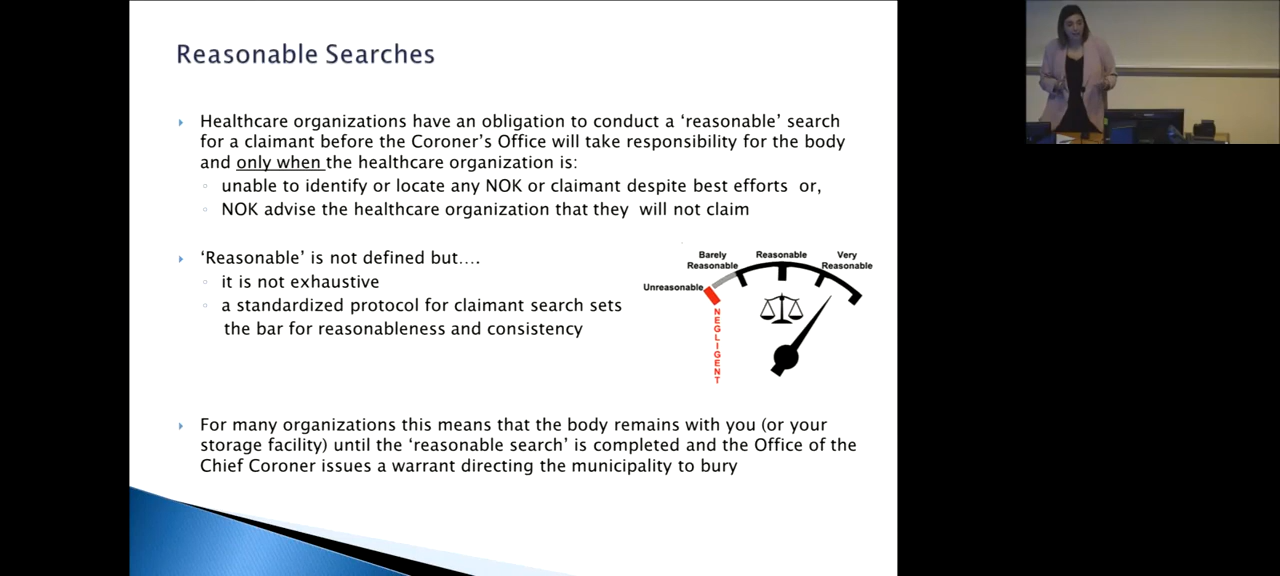 Reasonable Searches
Healthcare organizations have an obligation to conduct a ‘reasonable’ search
for a claimant before the Coroner’s Office will take responsibility for the body
and only when the healthcare organization is:
unable to identify or locate any NOK or claimant despite best efforts or,
NOK advise the healthcare organization that they will not claim
‘Reasonable’ is not defined but….
it is not exhaustive
a standardized protocol for claimant search sets
the bar for reasonableness and consistency
Barely
Reasonable
Reasonable
Very
Reasonable
Unreasonable
NEGLIGENT
For many organizations this means that the body remains with you (or your
storage facility) until the ‘reasonable search’ is completed and the Office of the
Chief Coroner issues a warrant directing the municipality to bury